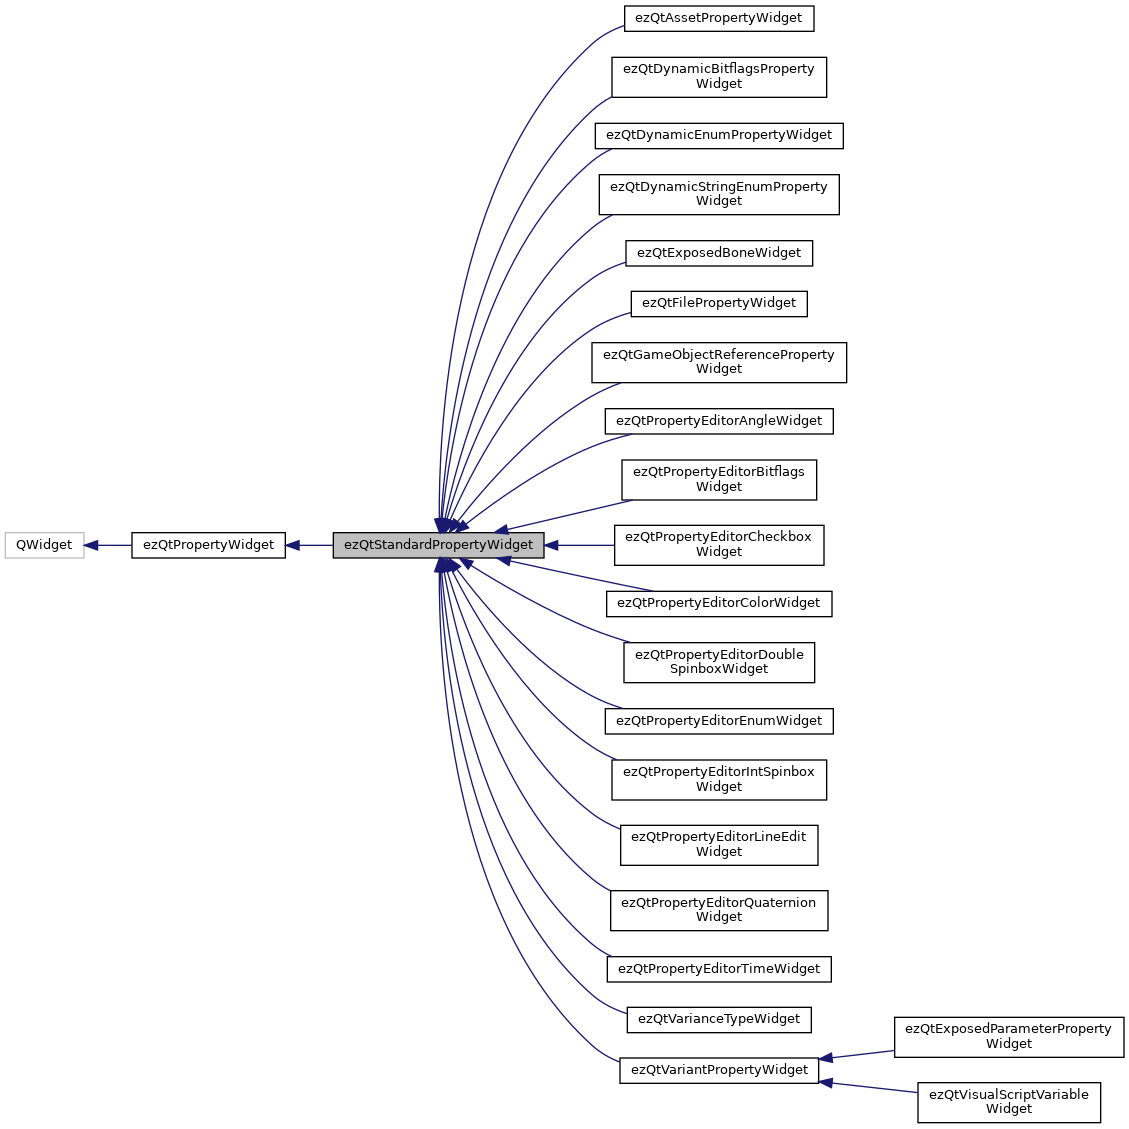 ezQtAssetPropertyWidget
ezQtDynamicBitflagsProperty
Widget
ezQtDynamicEnumPropertyWidget
ezQtDynamicStringEnumProperty
Widget
ezQtExposedBoneWidget
ezQtFilePropertyWidget
ezQtGameObjectReferenceProperty
Widget
ezQtPropertyEditorAngleWidget
ezQtPropertyEditorBitflags
Widget
QWidget
ezQtPropertyWidget
ezQtStandardPropertyWidget
ezQtPropertyEditorCheckbox
Widget
ezQtPropertyEditorColorWidget
ezQtPropertyEditorDouble
SpinboxWidget
ezQtPropertyEditorEnumWidget
ezQtPropertyEditorIntSpinbox
Widget
ezQtPropertyEditorLineEdit
Widget
ezQtPropertyEditorQuaternion
Widget
ezQtPropertyEditorTimeWidget
ezQtVarianceTypeWidget
ezQtVariantPropertyWidget
ezQtExposedParameterProperty
Widget
ezQtVisualScriptVariable
Widget